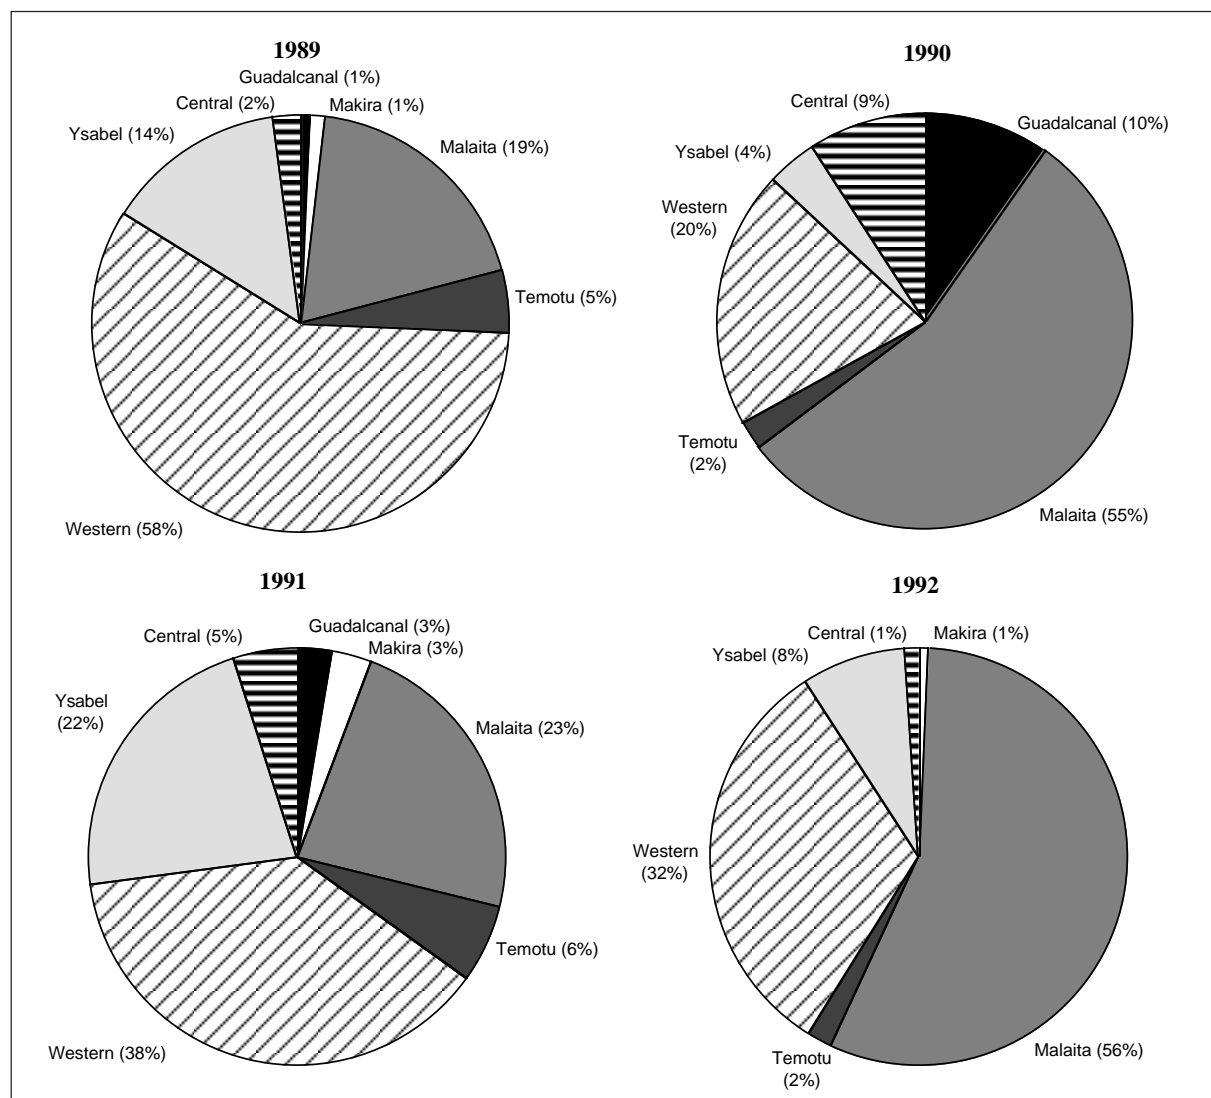 1989
Guadalcanal (1%)
Central (2%)
Makira (1%)
Ysabel (14%)
Malaita (19%)
Temotu (5%)
Western (58%)
1990
Central (9%)
Guadalcanal (10%)
Ysabel (4%)
Western
(20%)
Temotu
(2%)
Malaita (55%)
1991
Guadalcanal (3%)
Central (5%)
Makira (3%)
Ysabel
(22%)
Malaita (23%)
Temotu (6%)
Western (38%)
1992
Central (1%)
Makira (1%)
Ysabel (8%)
Western
(32%)
Temotu
(2%)
Malaita (56%)